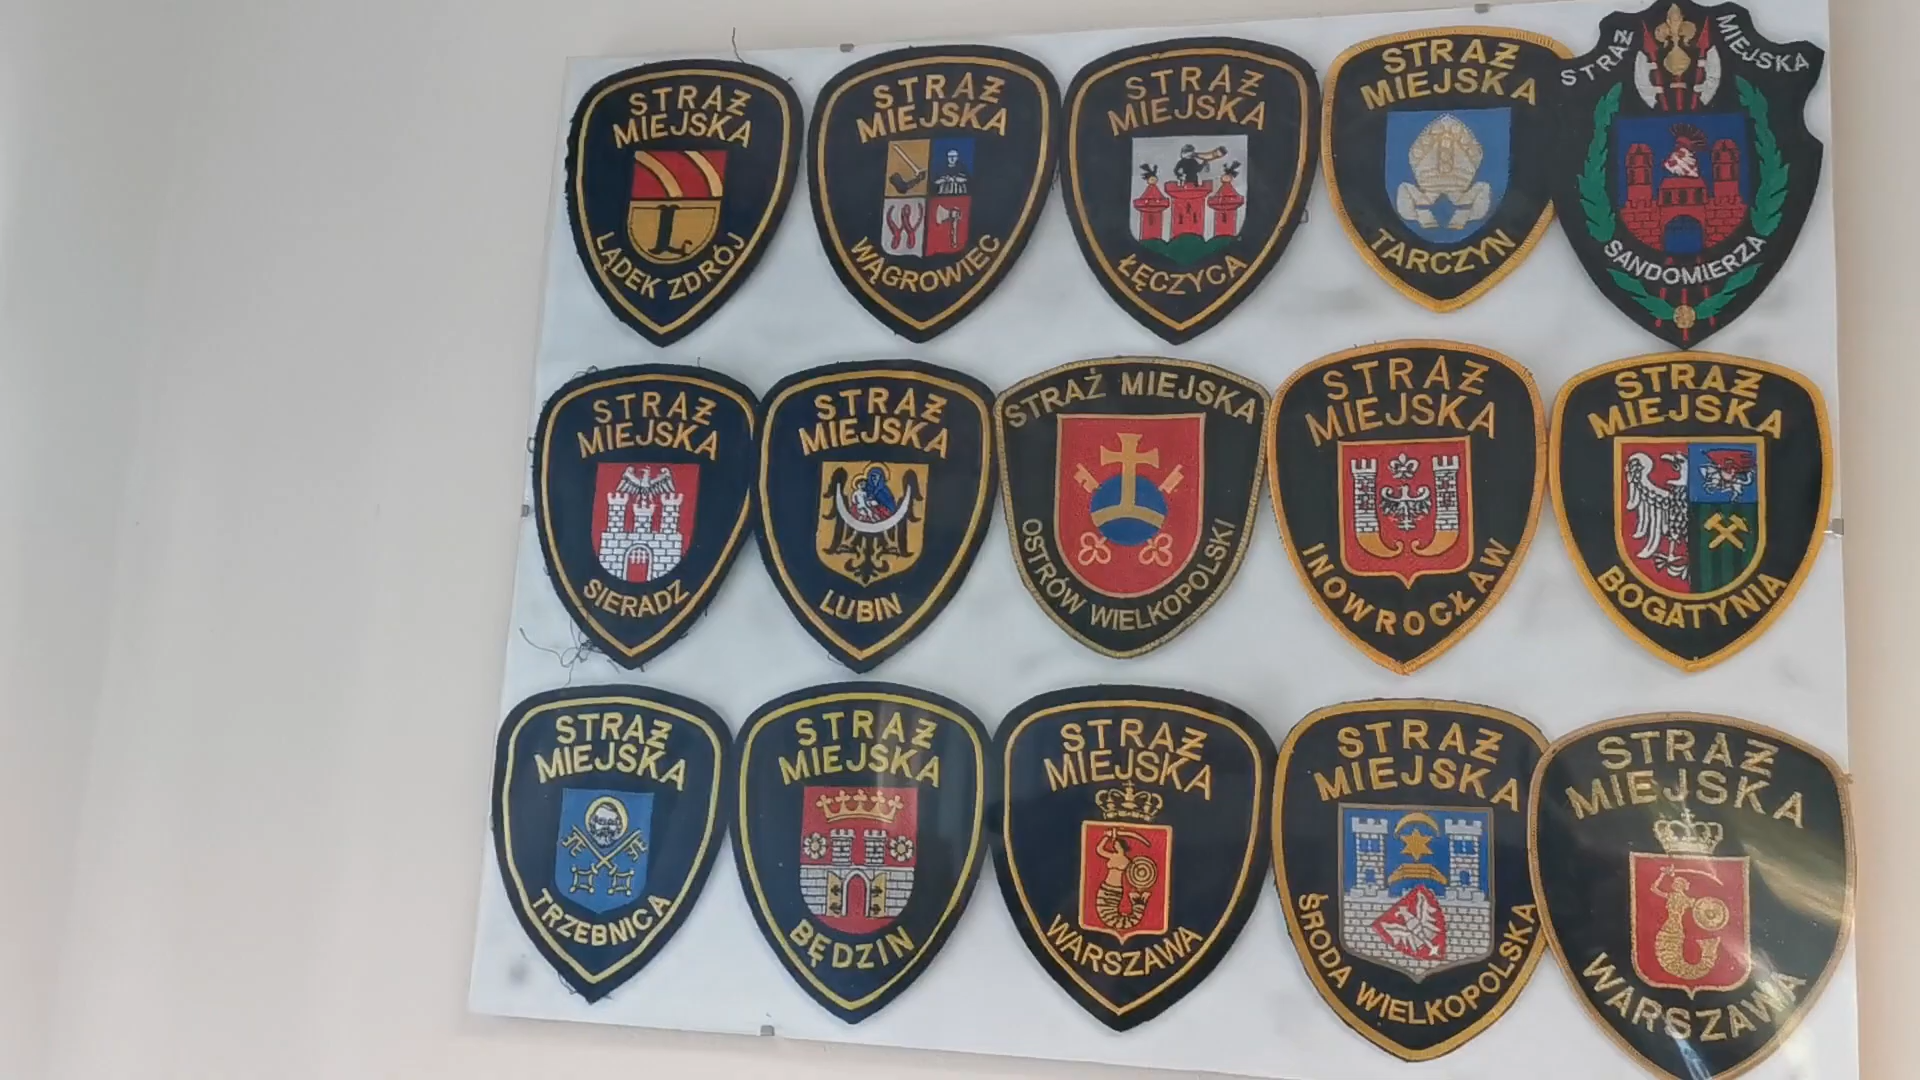 STRAŻ
MIEJSKA
LĄDEK ZDRÓJ
STRAŻ
MIEJSKA
WĄGROWIEC
STRAŻ
MIEJSKA
ŁĘCZYCA
STRAŻ
MIEJSKA
TARCZYN
STRAŻ MIEJSKA
SANDOMIERZA
STRAŻ
MIEJSKA
SIERADZ
STRAŻ
MIEJSKA
LUBIN
STRAŻ MIEJSKA
OSTRÓW WIELKOPOLSKI
STRAŻ
MIEJSKA
INOWROCŁAW
STRAŻ
MIEJSKA
BOGATYNIA
STRAŻ
MIEJSKA
TRZEBNICA
STRAŻ
MIEJSKA
BĘDZIN
STRAŻ
MIEJSKA
WARSZAWA
STRAŻ
MIEJSKA
ŚRODA WIELKOPOLSKA
STRAŻ
MIEJSKA
WARSZAWA